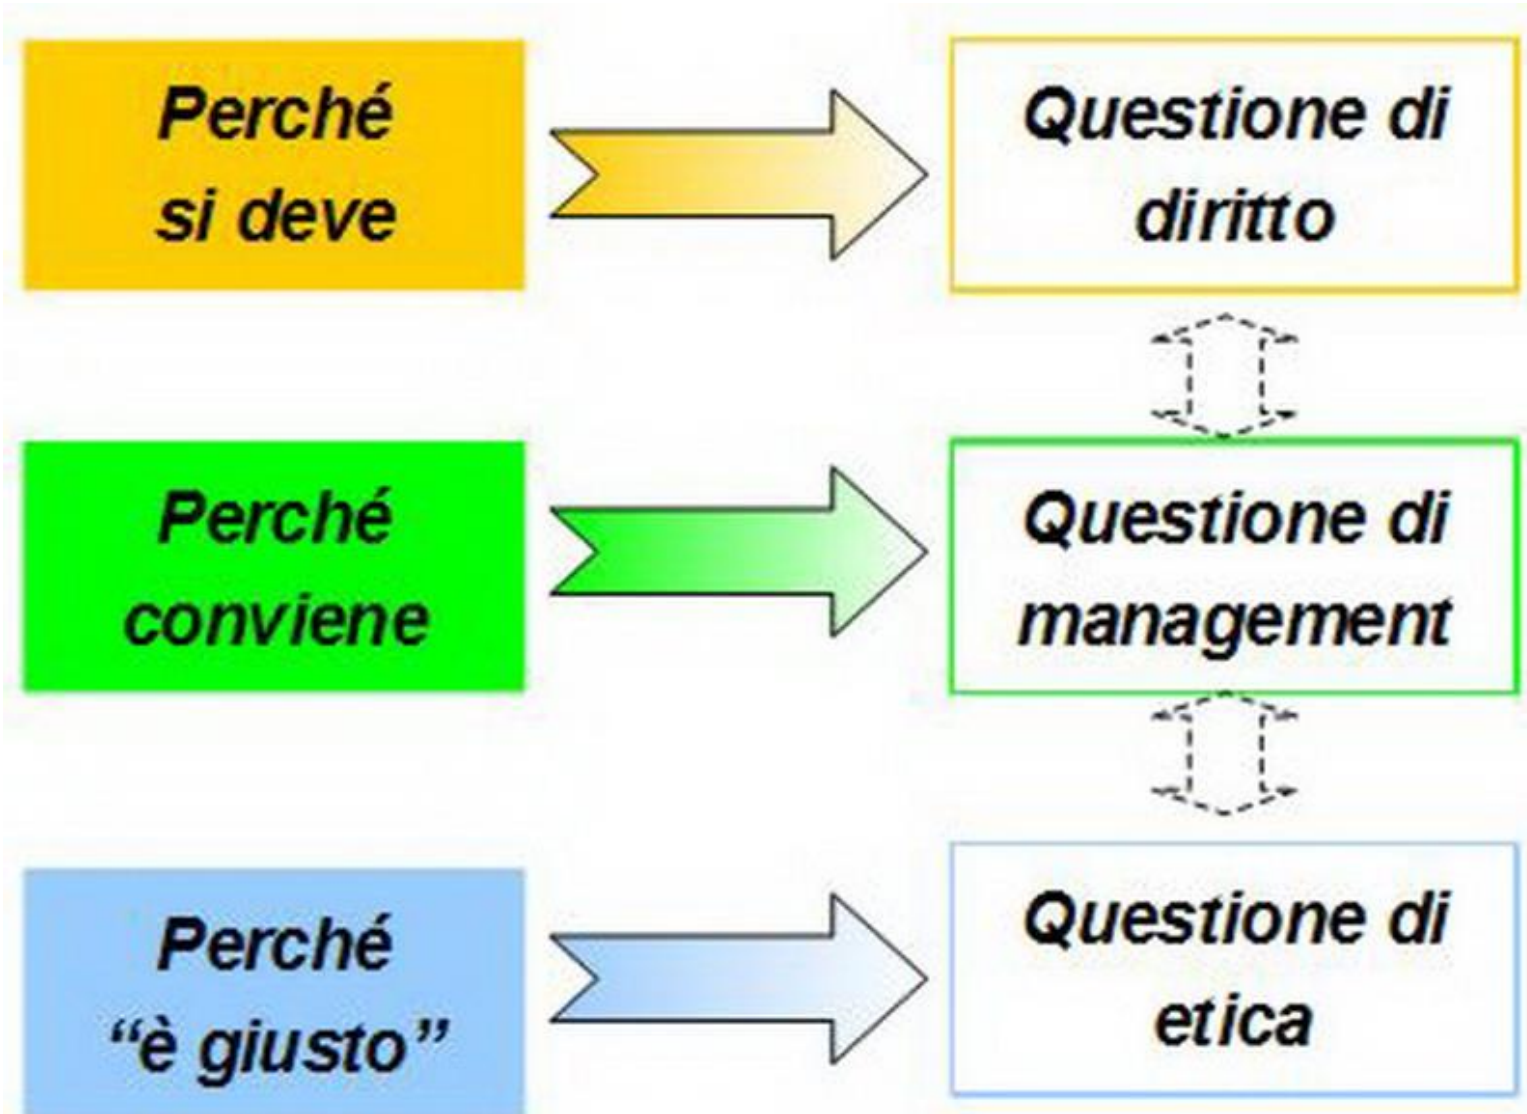 Perché
si deve
Questione di
diritto
Perché
conviene
Questione di
management
Perché
“è giusto”
Questione di
etica